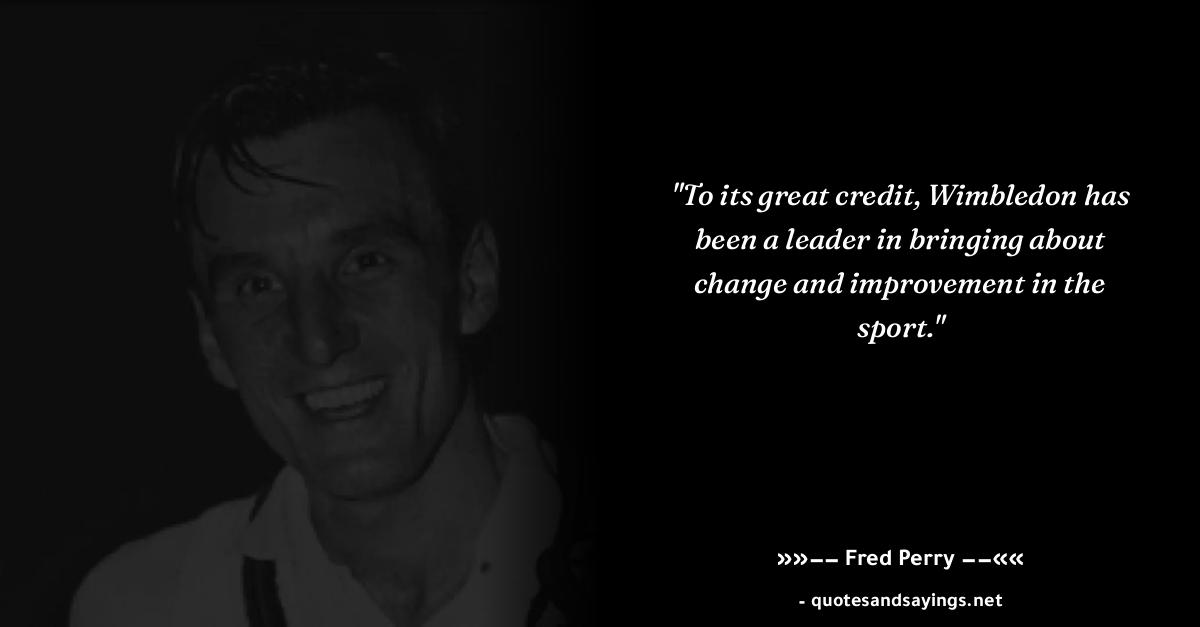 "To its great credit, Wimbledon has
been a leader in bringing about
change and improvement in the
sport."
»»–– Fred Perry ––««
- quotesandsayings.net